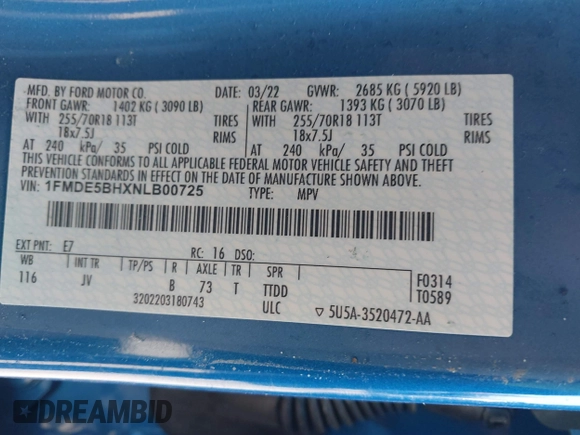 MFD. BY FORD MOTOR CO.
DATE: 03/22 GVWR: 2685 KG ( 5920 LB)
FRONT GAWR: 1402 KG ( 3090 LB) REAR GAWR: 1393 KG ( 3070 LB)
WITH 255/70R18 113T TIRES WITH 255/70R18 113T TIRES
18x7.5J RIMS 18x7.5J RIMS
AT 240 kPa/ 35 PSI COLD AT 240 kPa/ 35 PSI COLD
THIS VEHICLE CONFORMS TO ALL APPLICABLE FEDERAL MOTOR VEHICLE SAFETY AND THEFT
PREVENTION STANDARDS IN EFFECT ON THE DATE OF MANUFACTURE SHOWN ABOVE.
VIN: 1FMDE5BHXNLB00725 TYPE: MPV
EXT PNT: E7 RC: 16 DSO:
WB INT TR TP/PS R AXLE TR SPR
116 JV B 73 T TTDD
F0314
T0589
3202203180743 ULC ▽ 5U5A-3520472-AA
DREAMBID